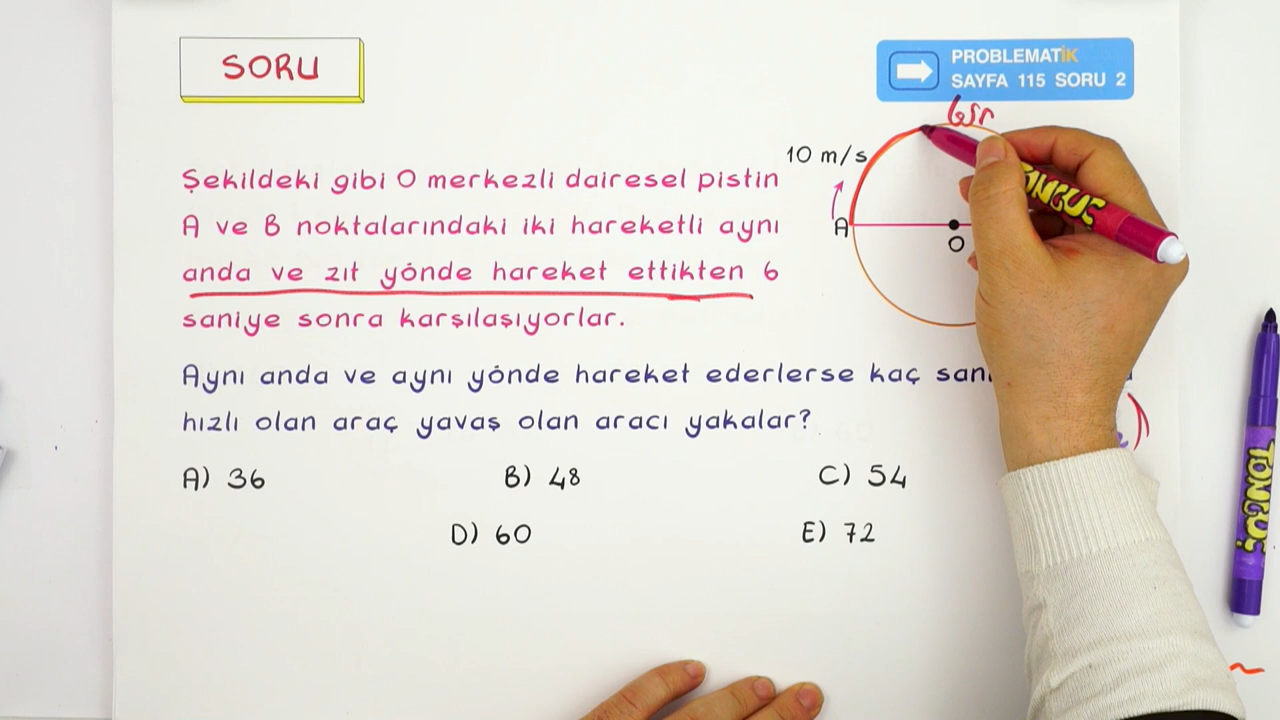 SORU
PROBLEMATİK
SAYFA 115 SORU 2
6sn
10 m/s
Şekildeki gibi O merkezli dairesel pistin
A ve B noktalarındaki iki hareketli aynı
A
O
anda ve zıt yönde hareket ettikten 6
saniye sonra karşılaşıyorlar.
Aynı anda ve aynı yönde hareket ederlerse kaç
hızlı olan araç yavaş olan aracı yakalar?
A) 36
B) 48
C) 54
D) 60
E) 72
TONGUÇ
TONGUÇ